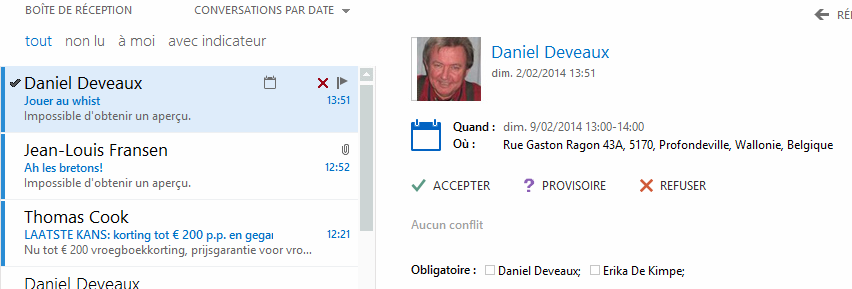 BOÎTE DE RÉCEPTION
CONVERSATIONS PAR DATE
tout non lu à moi avec indicateur
Daniel Deveaux
Jouer au whist 13:51
Impossible d'obtenir un aperçu.
Jean-Louis Fransen
Ah les bretons! 12:52
Impossible d'obtenir un aperçu.
Thomas Cook
LAATSTE KANS: korting tot € 200 p.p. en gegar 12:21
Nu tot € 200 vroegboekkorting, prijsgarantie voor vro...
Daniel Deveaux
RÉ
Daniel Deveaux
dim. 2/02/2014 13:51
Quand : dim. 9/02/2014 13:00-14:00
Où : Rue Gaston Ragon 43A, 5170, Profondeville, Wallonie, Belgique
ACCEPTER ? PROVISOIRE REFUSER
Aucun conflit
Obligatoire : Daniel Deveaux; Erika De Kimpe;